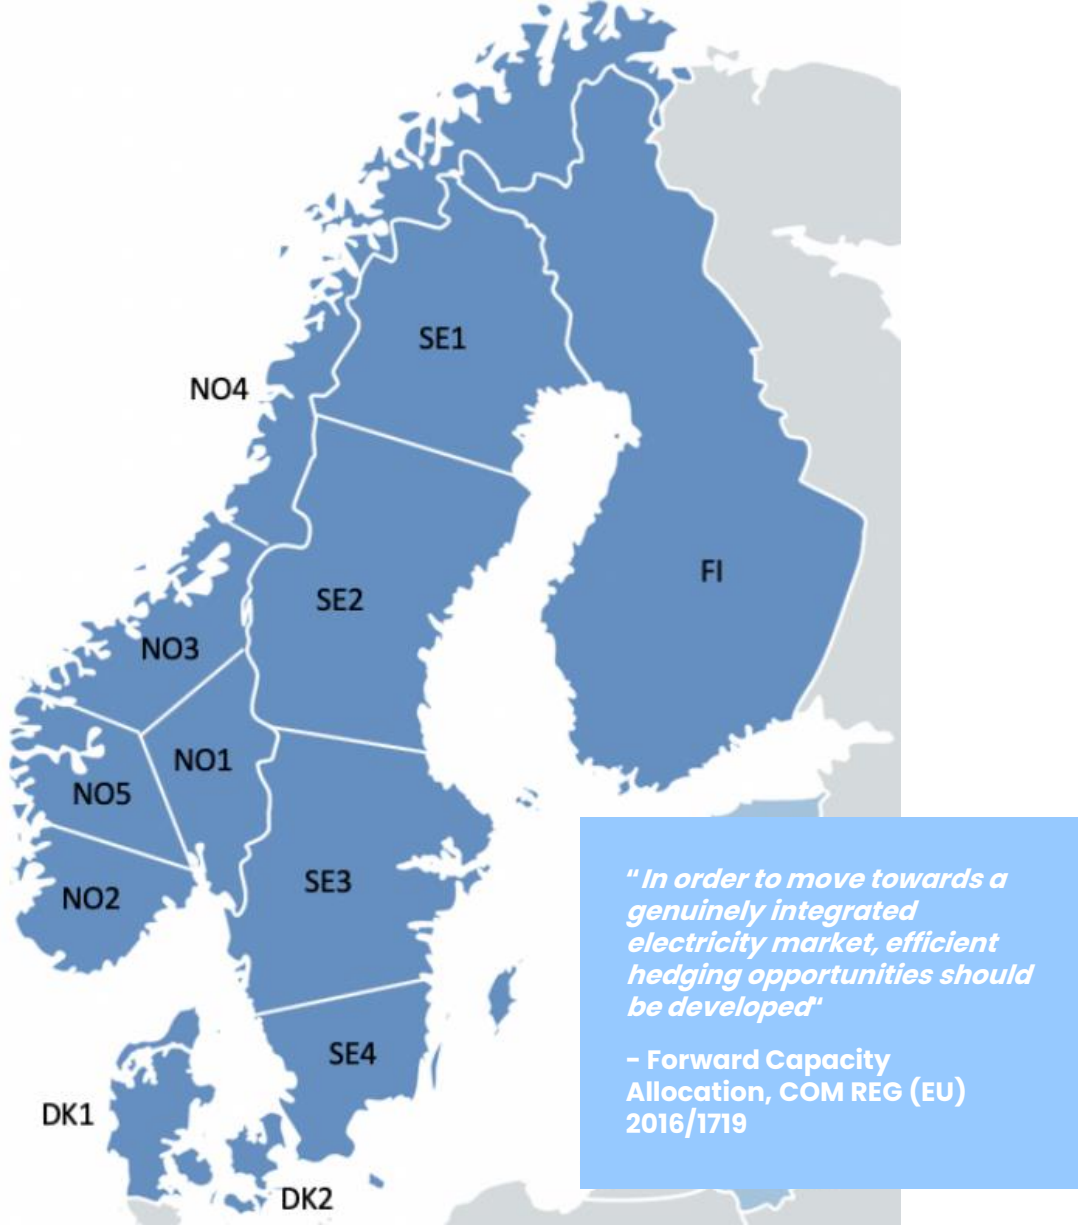 SE1
NO4
FI
SE2
NO3
NO1
NO5
SE3
NO2
SE4
DK1
DK2
“In order to move towards a
genuinely integrated
electricity market, efficient
hedging opportunities should
be developed“
– Forward Capacity
Allocation, COM REG (EU)
2016/1719